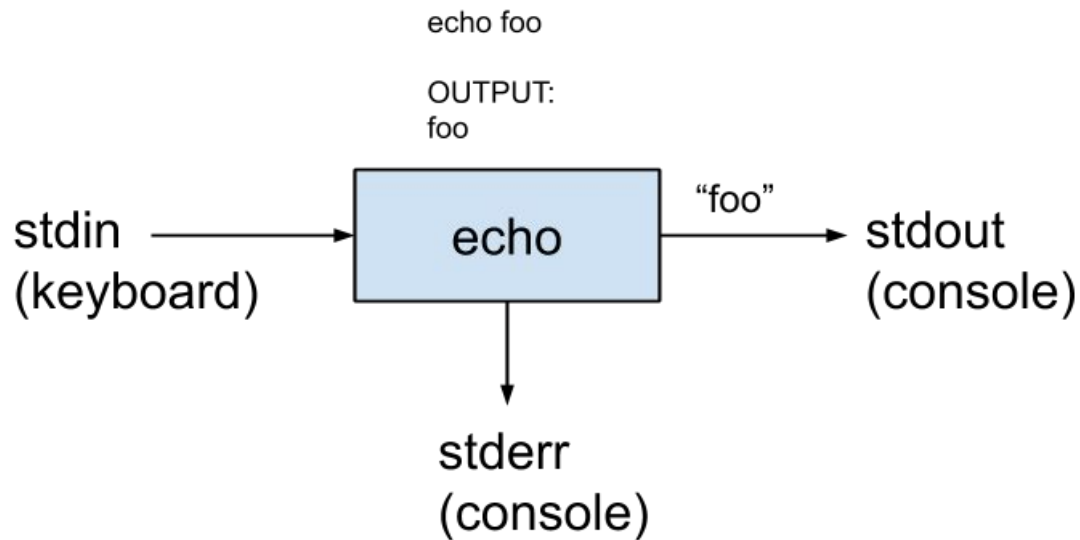 echo foo
OUTPUT:
foo
“foo”
stdin
(keyboard)
echo
stdout
(console)
stderr
(console)